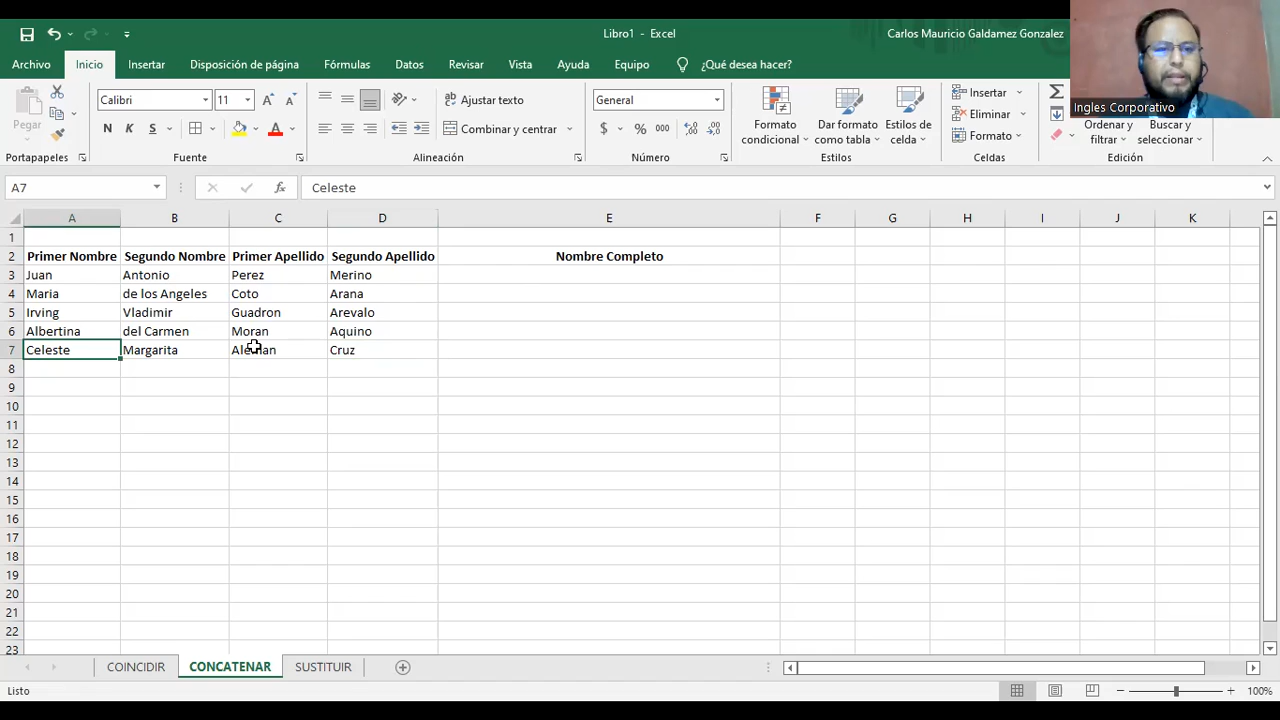 Libro1 - Excel
Carlos Mauricio Galdamez Gonzalez
Archivo Inicio Insertar Disposición de página Fórmulas Datos Revisar Vista Ayuda Equipo ¿Qué desea hacer?
Ingles Corporativo
Pegar
Calibri 11
N K S
Ajustar texto
Combinar y centrar
General
$ % 000
Formato condicional
Dar formato como tabla
Estilos de celda
Insertar
Eliminar
Formato
Ordenar y filtrar
Buscar y seleccionar
Portapapeles Fuente Alineación Número Estilos Celdas Edición
A7 fx Celeste
A B C D E F G H I J K
1
2 Primer Nombre Segundo Nombre Primer Apellido Segundo Apellido Nombre Completo
3 Juan Antonio Perez Merino
4 Maria de los Angeles Coto Arana
5 Irving Vladimir Guadron Arevalo
6 Albertina del Carmen Moran Aquino
7 Celeste Margarita Cruz
8
9
10
11
12
13
14
15
16
17
18
19
20
21
22
23
COINCIDIR CONCATENAR SUSTITUIR
Listo 100%